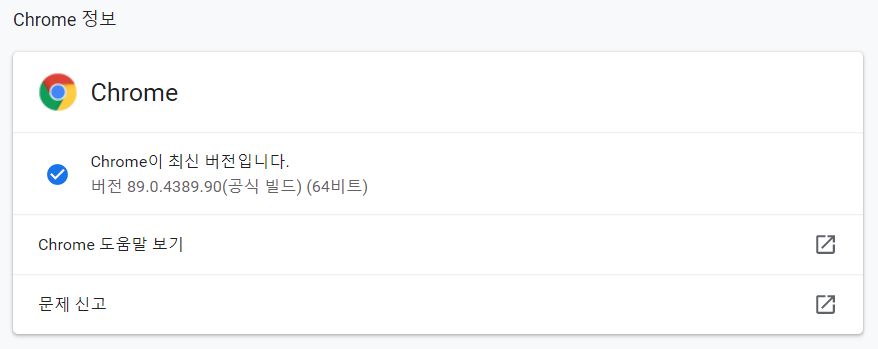 Chrome 정보
Chrome
Chrome이 최신 버전입니다.
버전 89.0.4389.90(공식 빌드) (64비트)
Chrome 도움말 보기
문제 신고